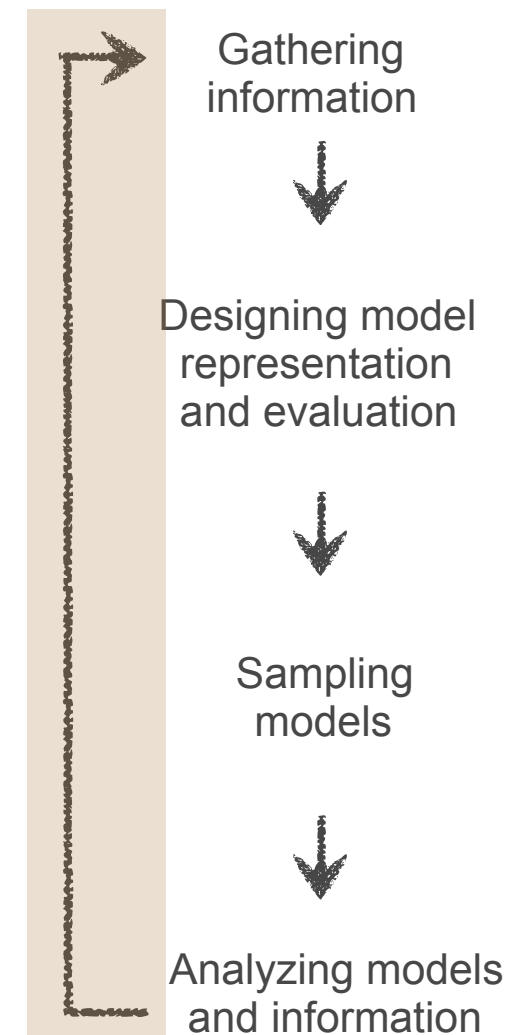 Gathering
information
Designing model
representation
and evaluation
Sampling
models
Analyzing models
and information